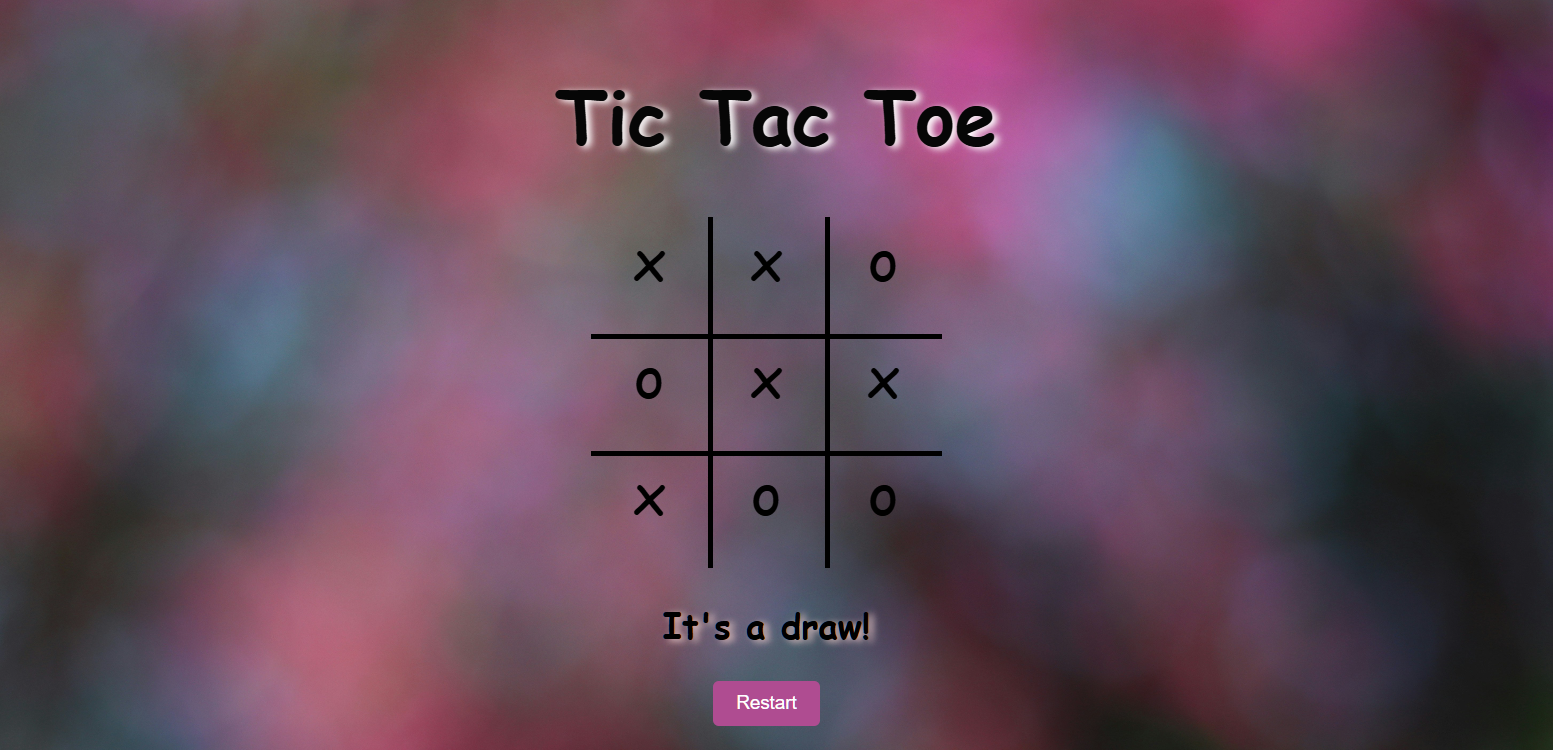 Tic Tac Toe
X X O
O X X
X O O
It's a draw!
Restart